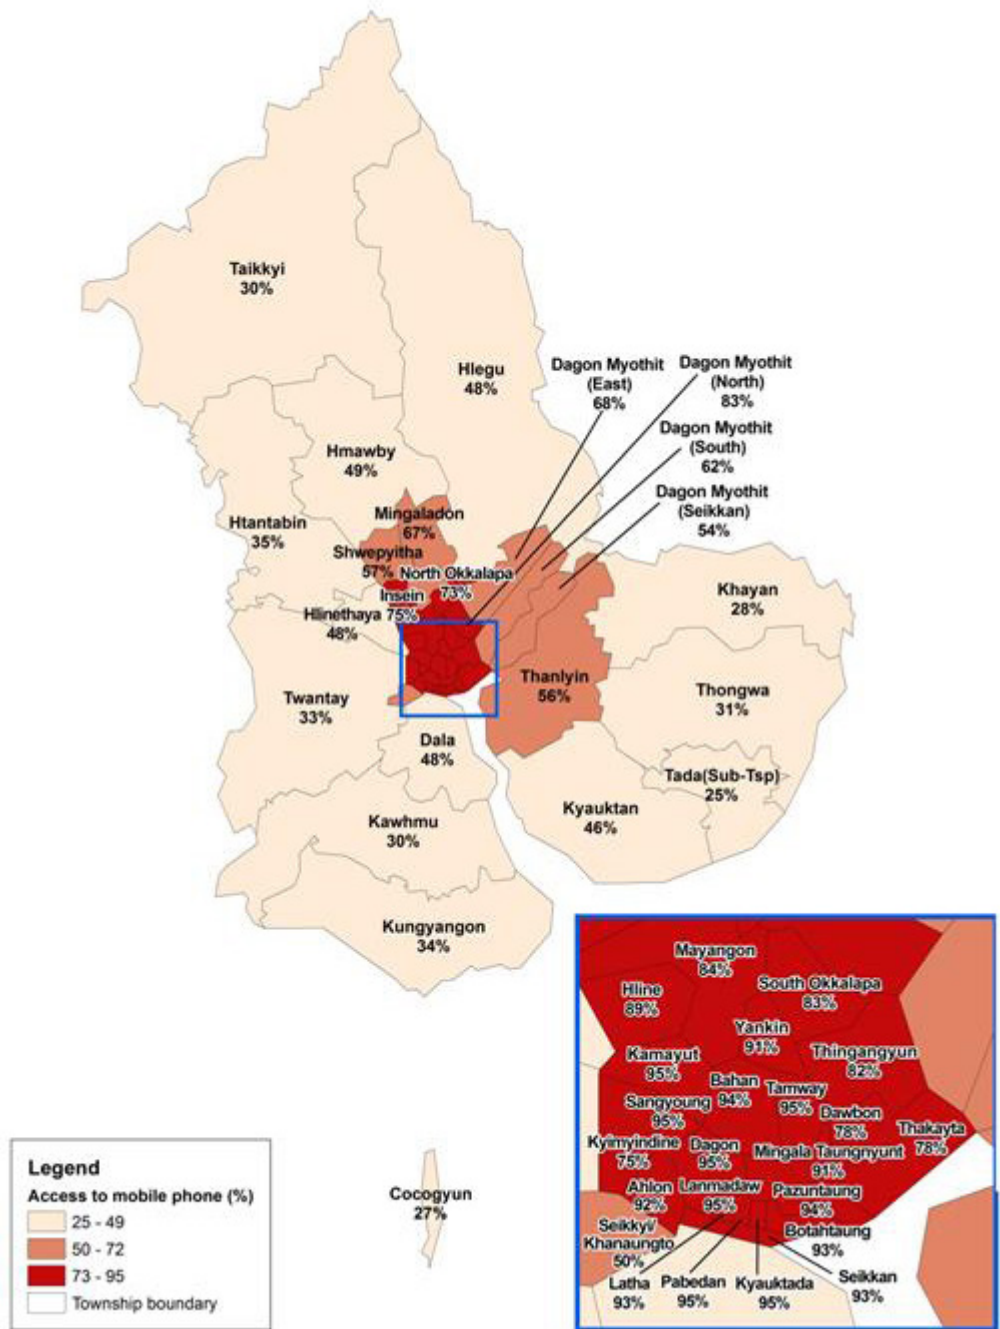 Taikkyi
30%
Hlegu
48%
Dagon Myothit
(East)
68%
Dagon Myothit
(North)
83%
Dagon Myothit
(South)
62%
Dagon Myothit
(Seikkan)
54%
Hmawby
49%
Mingaladon
67%
Htantabin
35%
Shwepyitha
57%
North Okkalapa
73%
Insein
75%
Hlinethaya
48%
Khayan
28%
Twantay
33%
Thanlyin
56%
Thongwa
31%
Dala
48%
Tada(Sub-Tsp)
25%
Kyauktan
46%
Kawhmu
30%
Kungyangon
34%
Cocogyun
27%
Mayangon
84%
Hline
89%
South Okkalapa
83%
Yankin
91%
Kamayut
95%
Thingangyun
82%
Bahan
94%
Tamway
95%
Sangyoung
95%
Dawbon
78%
Thakayta
78%
Kyimyindine
75%
Dagon
95%
Mingala Taungnyunt
91%
Ahlon
92%
Lanmadaw
95%
Pazuntaung
94%
Seikkyi/
Khanaungto
50%
Botahtaung
93%
Latha
93%
Pabedan
95%
Kyauktada
95%
Seikkan
93%
Legend
Access to mobile phone (%)
25 - 49
50 - 72
73 - 95
Township boundary